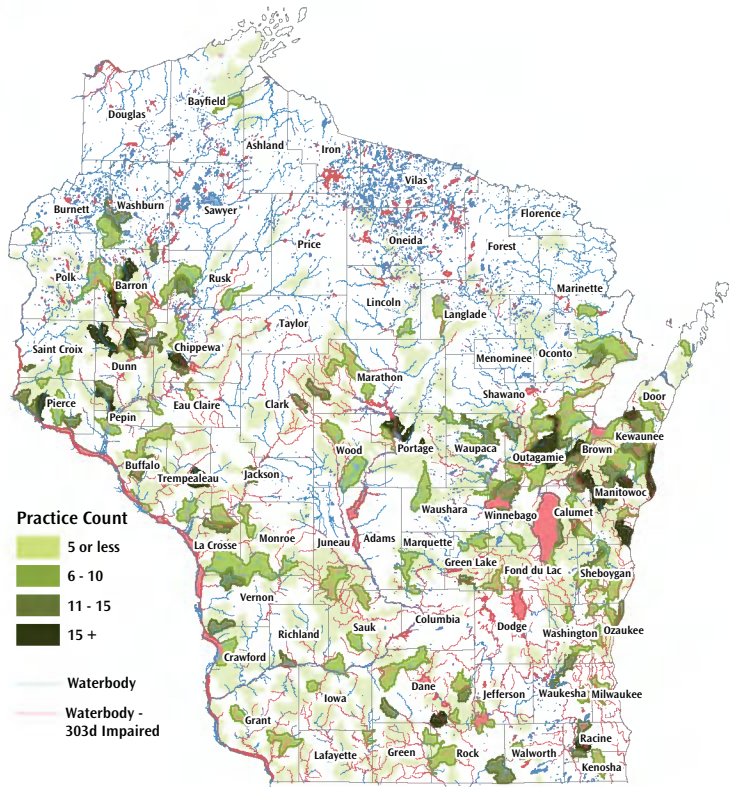 Bayfield
Douglas
Ashland
Iron
Vilas
Burnett
Washburn
Sawyer
Florence
Price
Oneida
Forest
Polk
Barron
Rusk
Marinette
Lincoln
Langlade
Taylor
Saint Croix
Chippewa
Menominee
Oconto
Dunn
Marathon
Shawano
Door
Pierce
Pepin
Eau Claire
Clark
Kewaunee
Wood
Portage
Waupaca
Outagamie
Brown
Buffalo
Trempealeau
Jackson
Manitowoc
Waushara
Winnebago
Calumet
Practice Count
5 or less
6 - 10
11 - 15
15 +
Waterbody
Waterbody -
303d Impaired
La Crosse
Monroe
Juneau
Adams
Marquette
Green Lake
Fond du Lac
Sheboygan
Vernon
Columbia
Dodge
Washington
Ozaukee
Richland
Sauk
Crawford
Dane
Jefferson
Waukesha
Milwaukee
Iowa
Grant
Lafayette
Green
Rock
Walworth
Racine
Kenosha